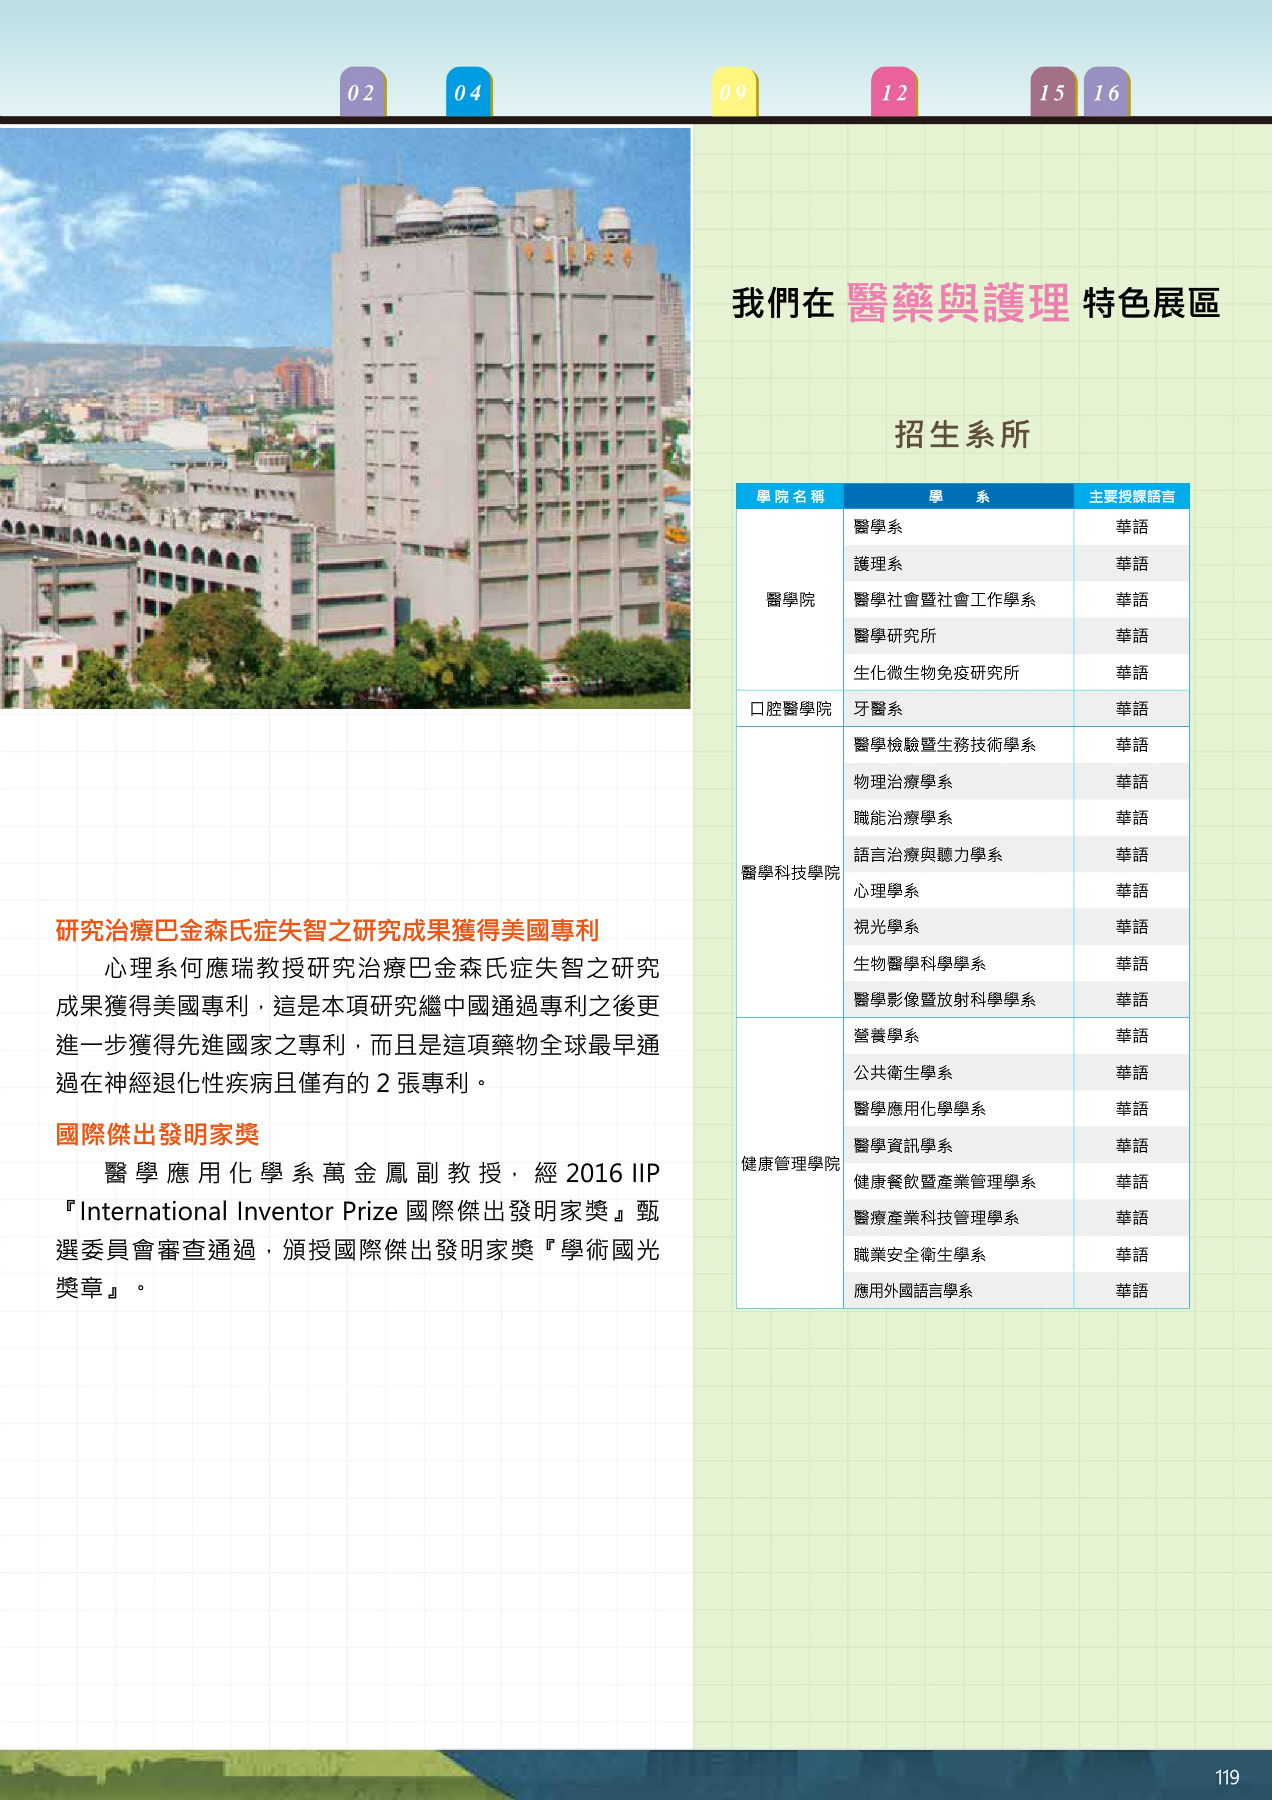 02
04
09
12
15
16
我們在 醫藥與護理 特色展區
招生系所
學院名稱 學 系 主要授課語言
醫學院
醫學系 華語
護理系 華語
醫學社會暨社會工作學系 華語
醫學研究所 華語
生化微生物免疫研究所 華語
口腔醫學院 牙醫系 華語
醫學科技學院
醫學檢驗暨生務技術學系 華語
物理治療學系 華語
職能治療學系 華語
語言治療與聽力學系 華語
心理學系 華語
視光學系 華語
生物醫學科學學系 華語
醫學影像暨放射科學學系 華語
健康管理學院
營養學系 華語
公共衛生學系 華語
醫學應用化學學系 華語
醫學資訊學系 華語
健康餐飲暨產業管理學系 華語
醫療產業科技管理學系 華語
職業安全衛生學系 華語
應用外國語言學系 華語
研究治療巴金森氏症失智之研究成果獲得美國專利
心理系何應瑞教授研究治療巴金森氏症失智之研究
成果獲得美國專利，這是本項研究繼中國通過專利之後更
進一步獲得先進國家之專利，而且是這項藥物全球最早通
過在神經退化性疾病且僅有的 2 張專利。
國際傑出發明家獎
醫學應用化學系萬金鳳副教授，經 2016 IIP
『International Inventor Prize 國際傑出發明家獎』甄
選委員會審查通過，頒授國際傑出發明家獎『學術國光
獎章』。
119